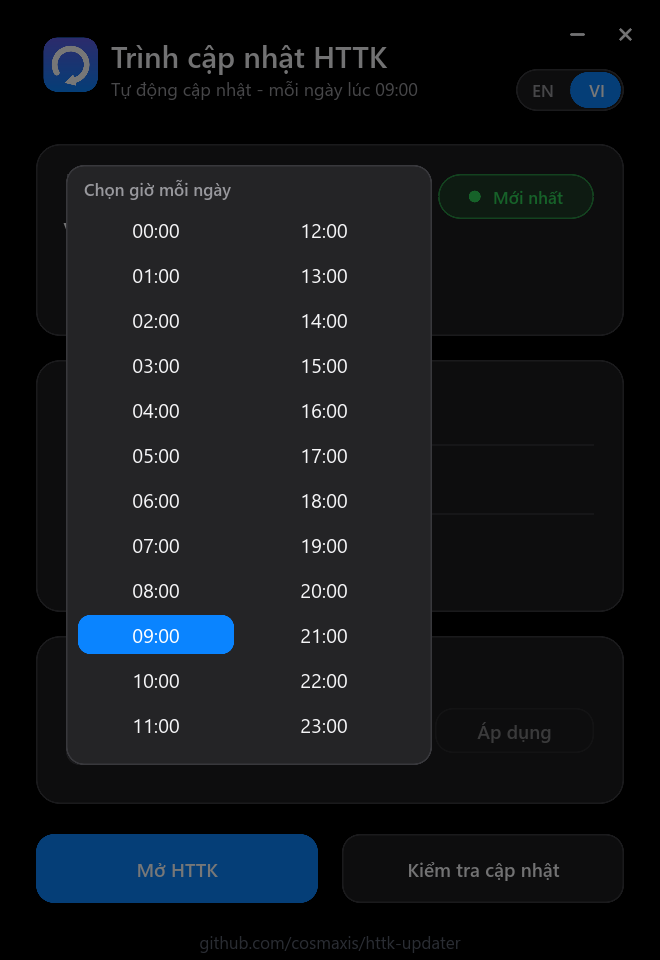 Trình cập nhật HTTK
Tự động cập nhật - mỗi ngày lúc 09:00
EN VI
Mới nhất
Chọn giờ mỗi ngày
00:00 12:00
01:00 13:00
02:00 14:00
03:00 15:00
04:00 16:00
05:00 17:00
06:00 18:00
07:00 19:00
08:00 20:00
09:00 21:00
10:00 22:00
11:00 23:00
Áp dụng
Mở HTTK Kiểm tra cập nhật
github.com/cosmaxis/httk-updater